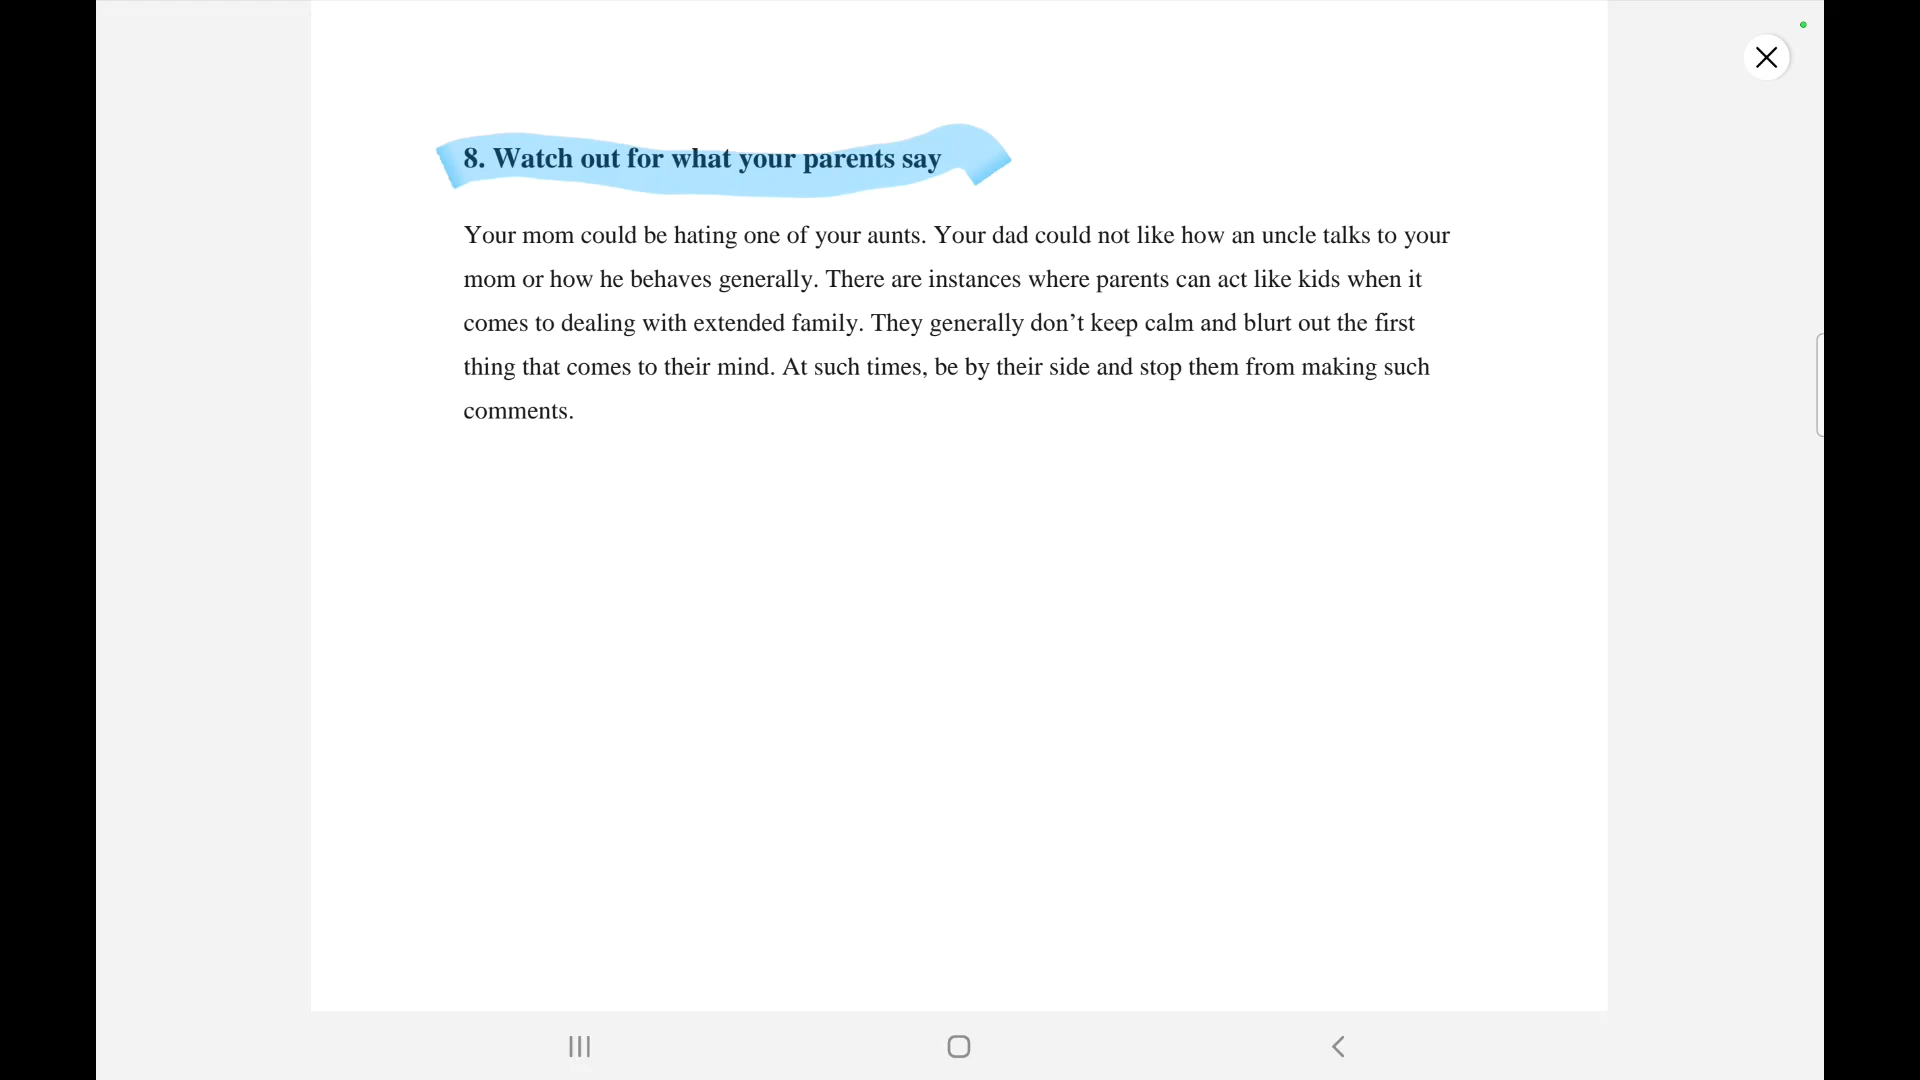 8. Watch out for what your parents say
Your mom could be hating one of your aunts. Your dad could not like how an uncle talks to your
mom or how he behaves generally. There are instances where parents can act like kids when it
comes to dealing with extended family. They generally don’t keep calm and blurt out the first
thing that comes to their mind. At such times, be by their side and stop them from making such
comments.